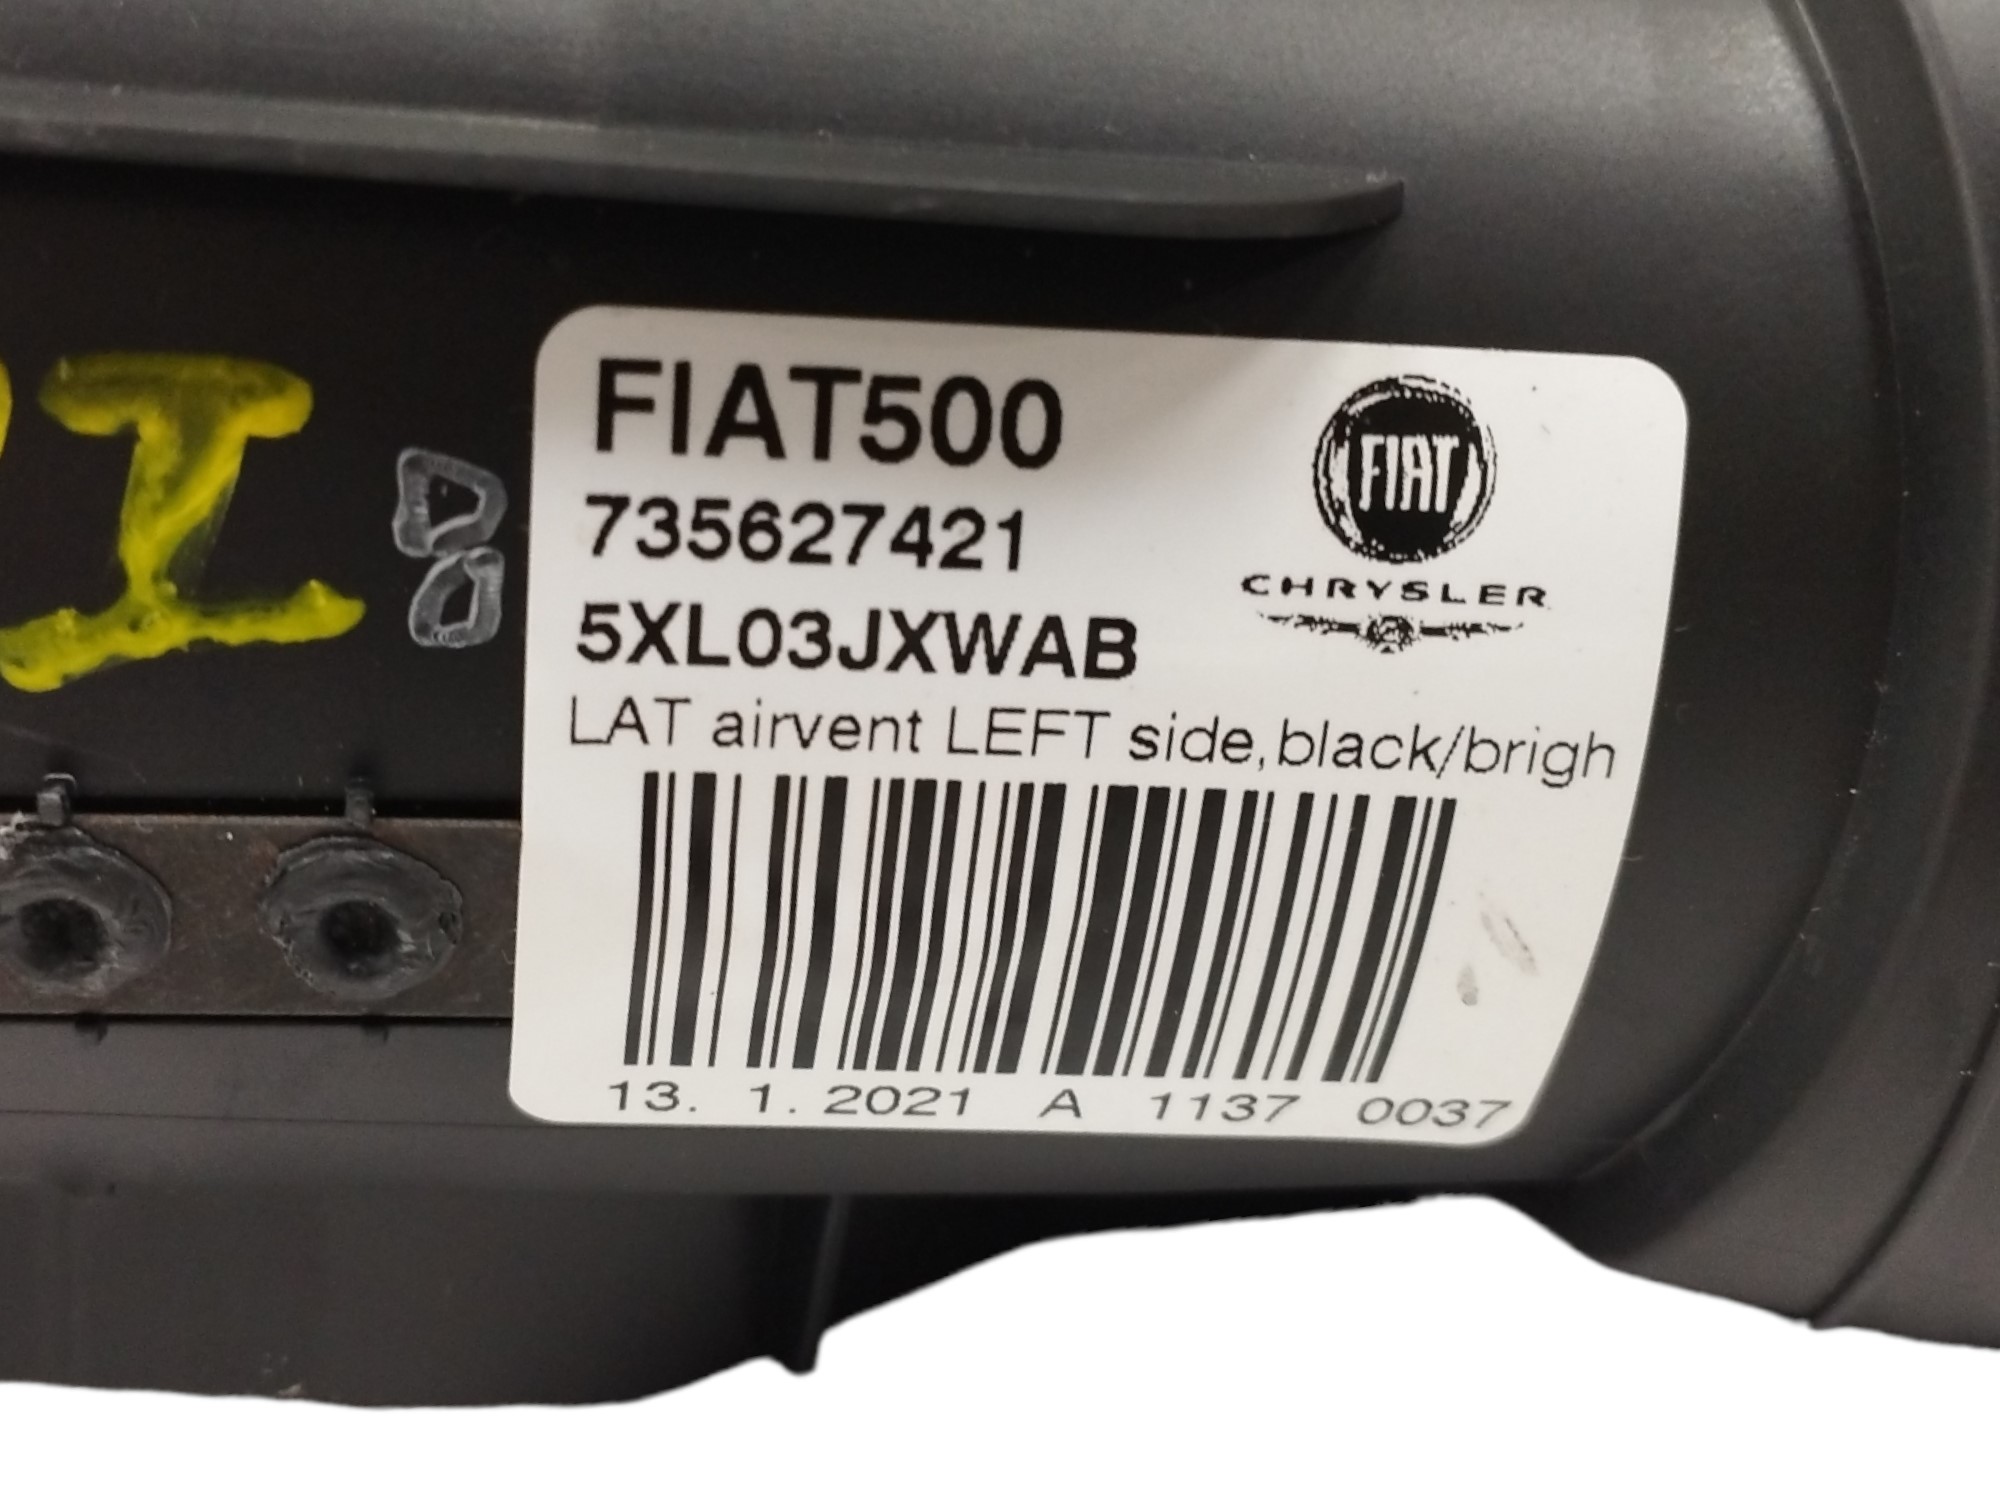 FIAT500
FIAT
735627421
CHRYSLER
5XL03JXWAB
LAT airvent LEFT side,black/brigh
13. 1. 2021 A 1137 0037
I